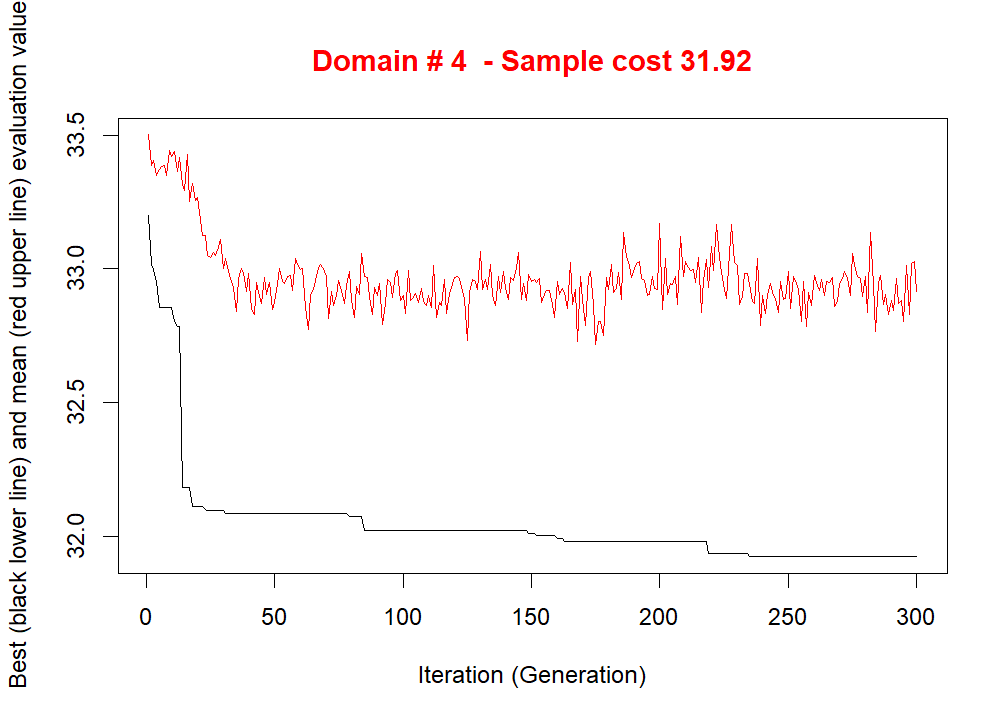 Domain # 4  - Sample cost 31.92
Best (black lower line) and mean (red upper line) evaluation value
33.5
33.0
32.5
32.0
0 50 100 150 200 250 300
Iteration (Generation)